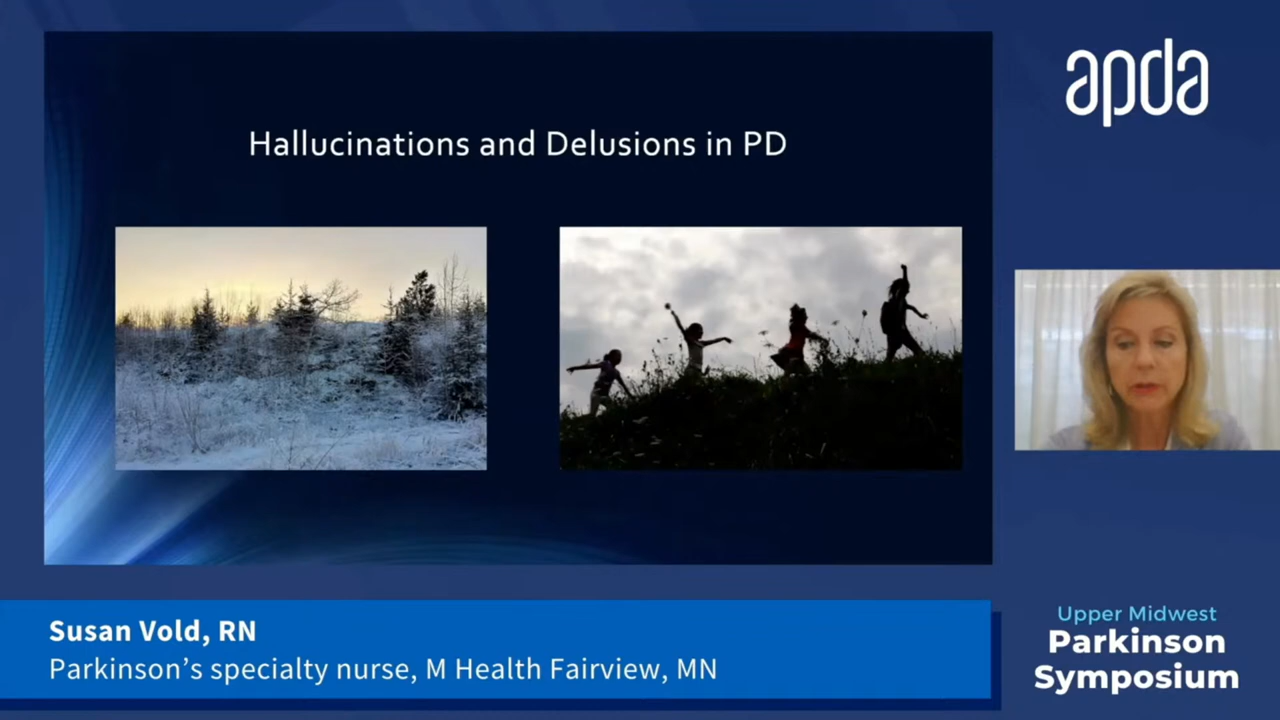 apda
Hallucinations and Delusions in PD
Susan Vold, RN
Parkinson's specialty nurse, M Health Fairview, MN
Upper Midwest
Parkinson
Symposium